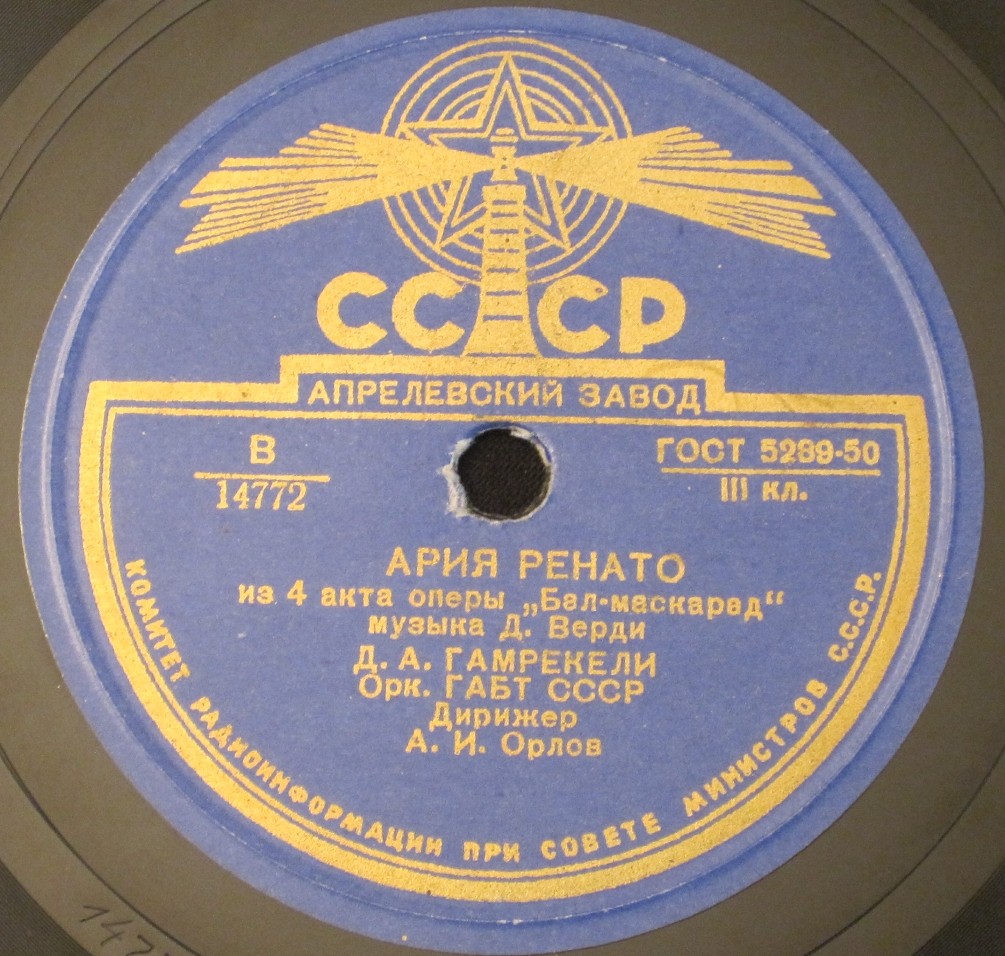 СССР
АПРЕЛЕВСКИЙ ЗАВОД
В
14772
ГОСТ 5289-50
III кл.
АРИЯ РЕНАТО
из 4 акта оперы „Бал-маскарад“
музыка Д. Верди
Д. А. ГАМРЕКЕЛИ
Орк. ГАБТ СССР
Дирижер
А. И. Орлов
КОМИТЕТ РАДИОИНФОРМАЦИИ ПРИ СОВЕТЕ МИНИСТРОВ С.С.С.Р.